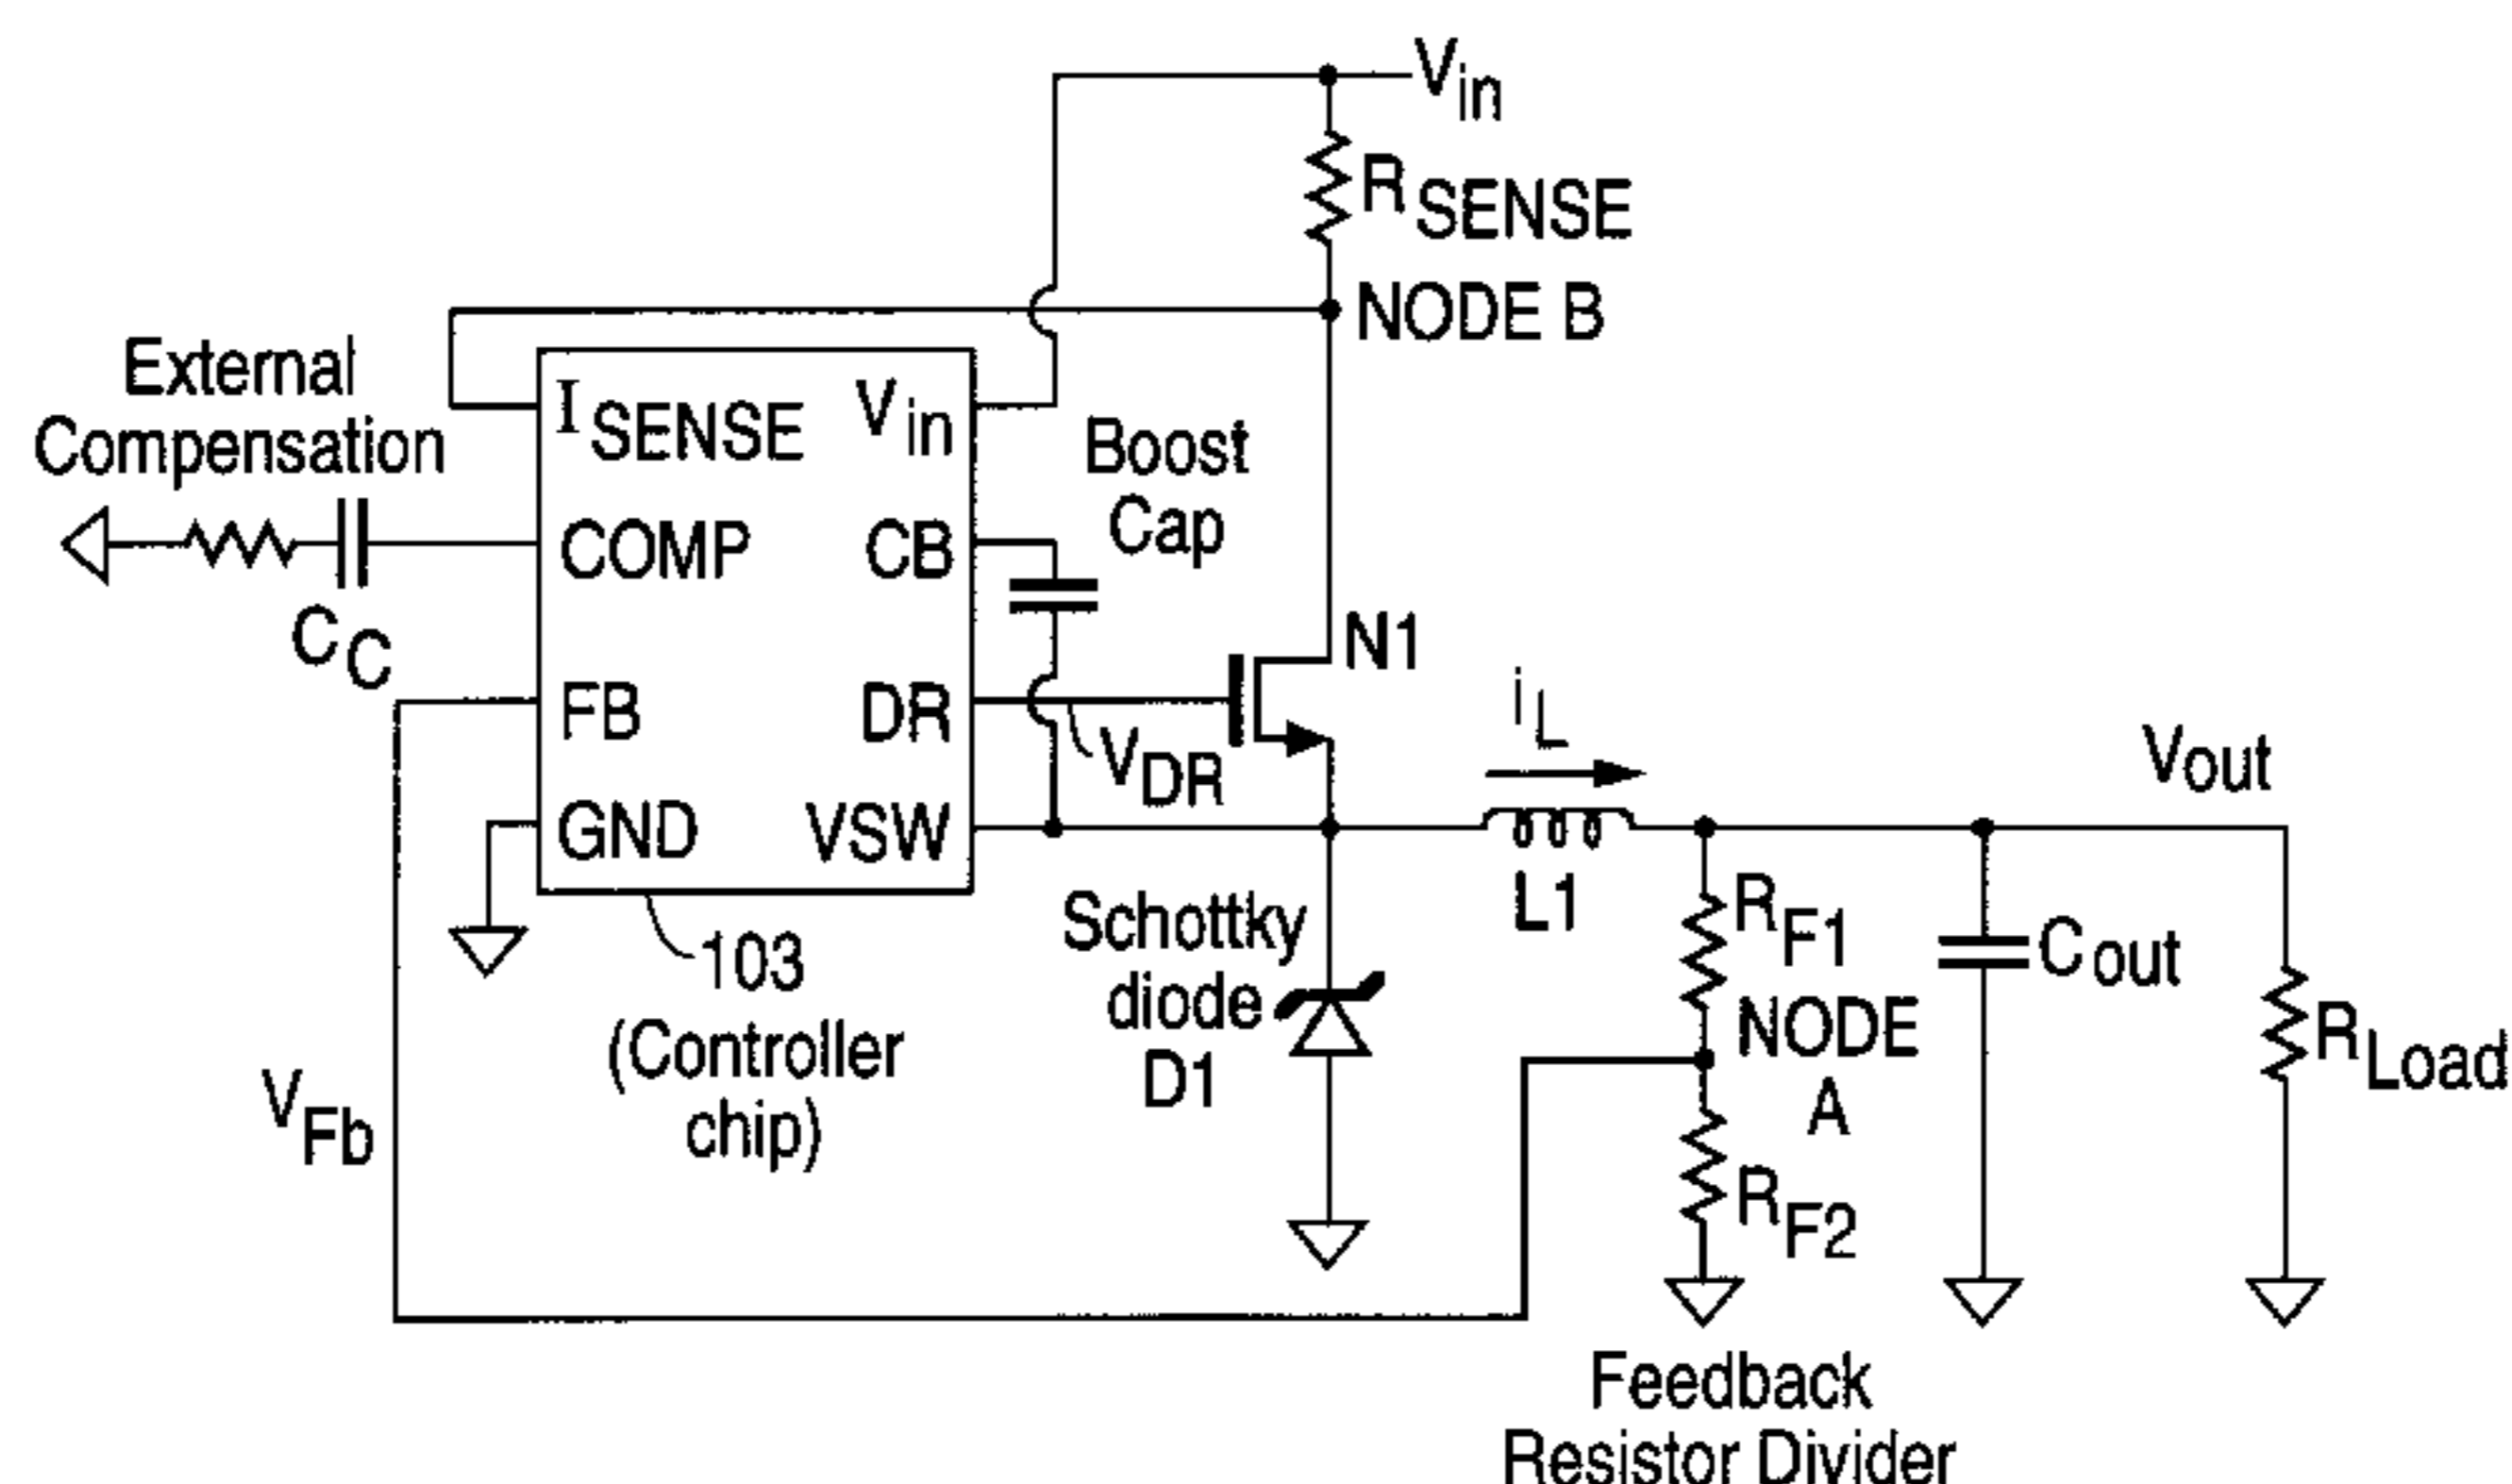 Vin
RSENSE
NODE B
External
Compensation
ISENSE
Vin
Boost
Cap
COMP
CB
CC
N1
FB
DR
VDR
iL
Vout
GND
VSW
L1
RF1
Cout
103
(Controller
chip)
Schottky
diode
D1
NODE
A
RLoad
VFb
RF2
Feedback
Resistor Divider